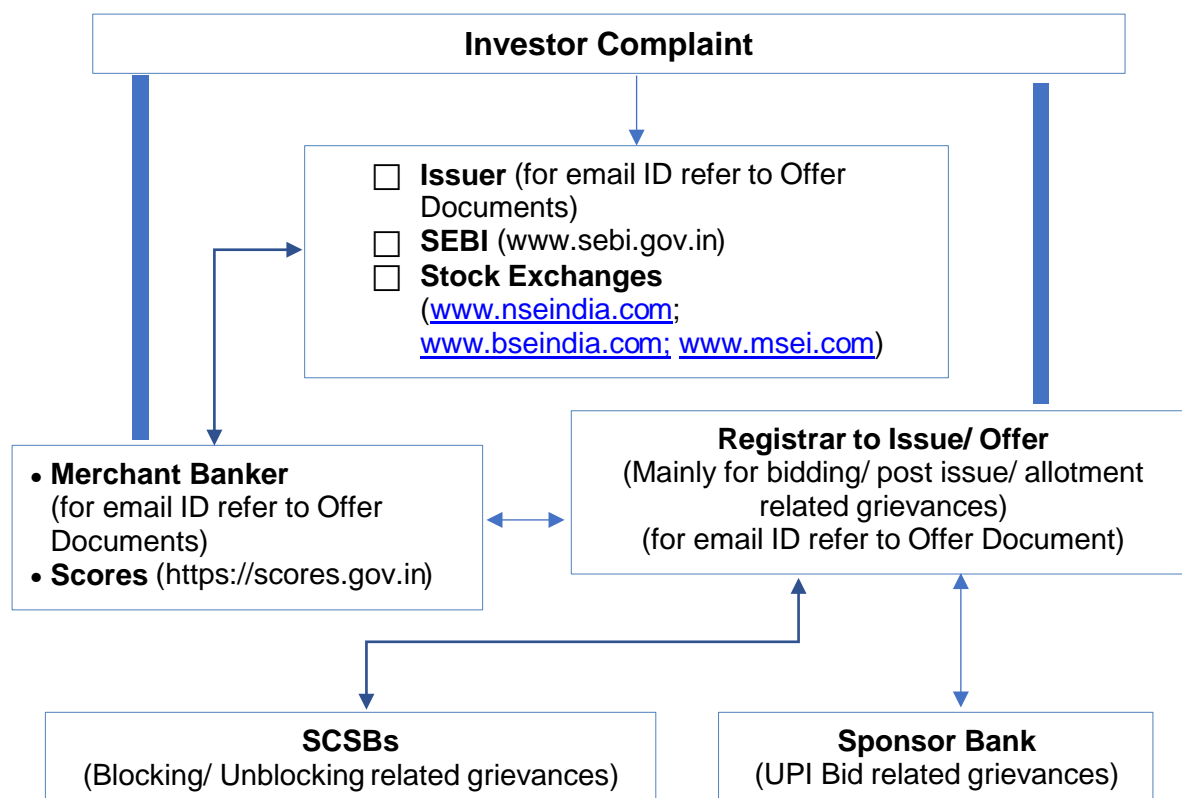 Investor Complaint
☐ Issuer (for email ID refer to Offer
Documents)
☐ SEBI (www.sebi.gov.in)
☐ Stock Exchanges
(www.nseindia.com;
www.bseindia.com; www.msei.com)
• Merchant Banker
(for email ID refer to Offer
Documents)
• Scores (https://scores.gov.in)
Registrar to Issue/ Offer
(Mainly for bidding/ post issue/ allotment
related grievances)
(for email ID refer to Offer Document)
SCSBs
(Blocking/ Unblocking related grievances)
Sponsor Bank
(UPI Bid related grievances)